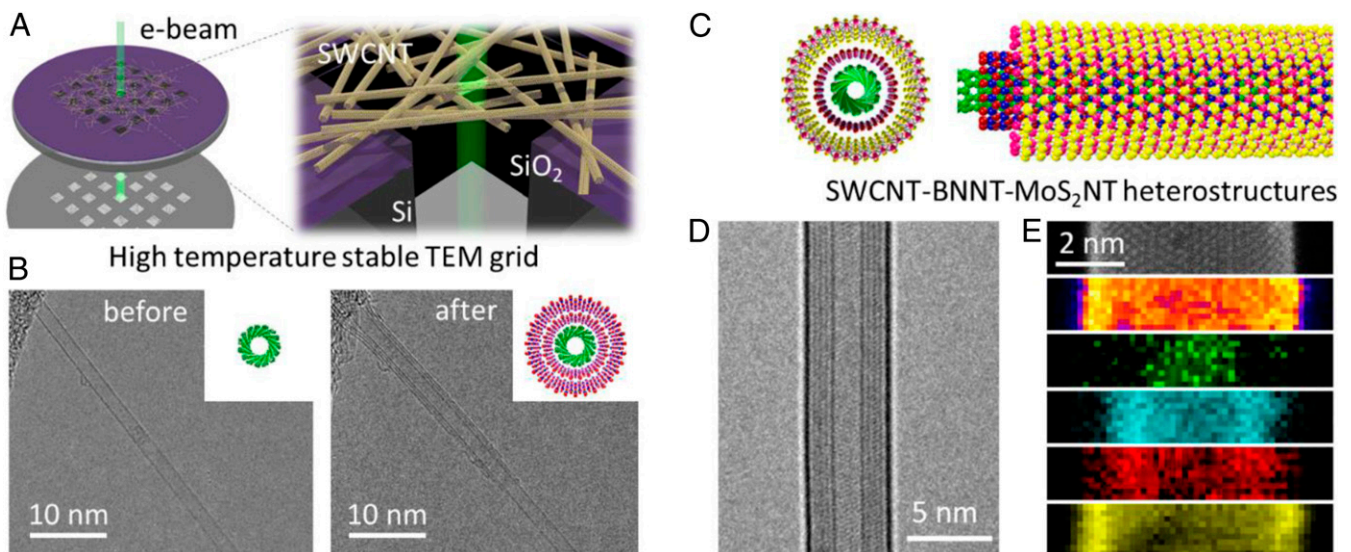 A
e-beam
SWCNT
SiO₂
Si
High temperature stable TEM grid
B
before
10 nm
after
10 nm
C
SWCNT-BNNT-MoS₂NT heterostructures
D
5 nm
E
2 nm